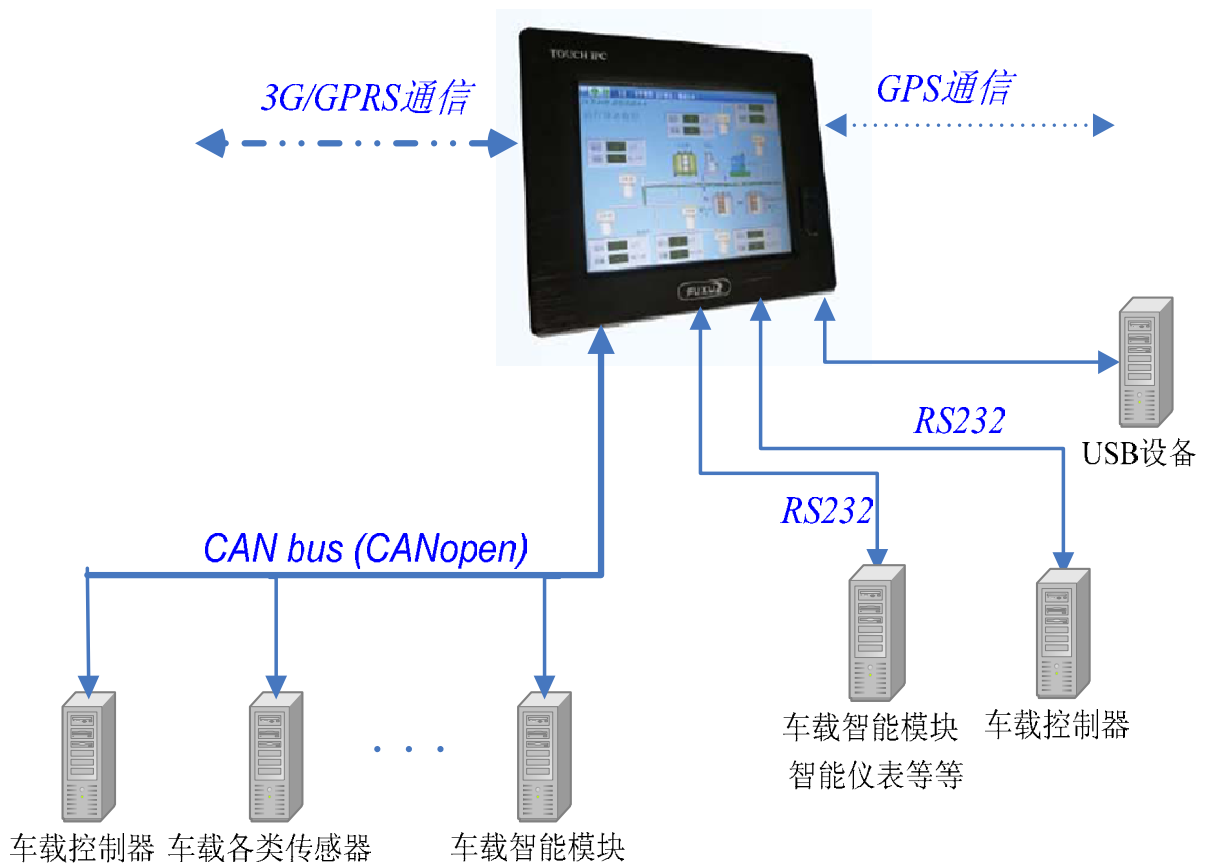 TOUCH IPC
3G/GPRS通信
GPS通信
RS232
USB设备
RS232
CAN bus (CANopen)
车载智能模块
智能仪表等等
车载控制器
· · ·
车载控制器
车载各类传感器
车载智能模块